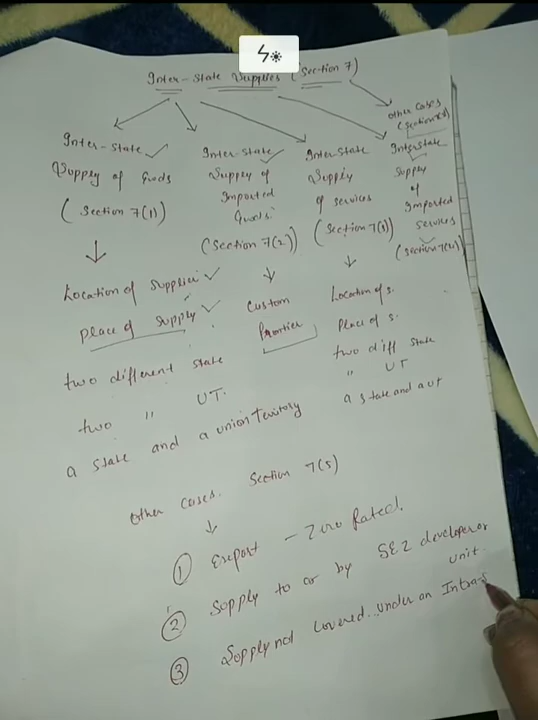 Inter-State Supplies (Section 7)
Inter-State
Supply of Goods
(Section 7(1))
Location of Supplier
place of Supply
two different state
two " UT.
a state and a union Territory
Inter-State
Supply of
Imported
Goods
(Section 7(2))
Custom
Frontier
Inter State
Supply
of services
(Section 7(3))
Location of s.
Place of s.
two diff state
" UT
a state and a UT
other cases
Interstate
Supply
of
Imported
services
(Section 7(4))
Other Cases. Section 7(5)
1 Export - Zero Rated.
2 Supply to or by SEZ developer or
unit.
3 Supply not Covered under an Intra-S